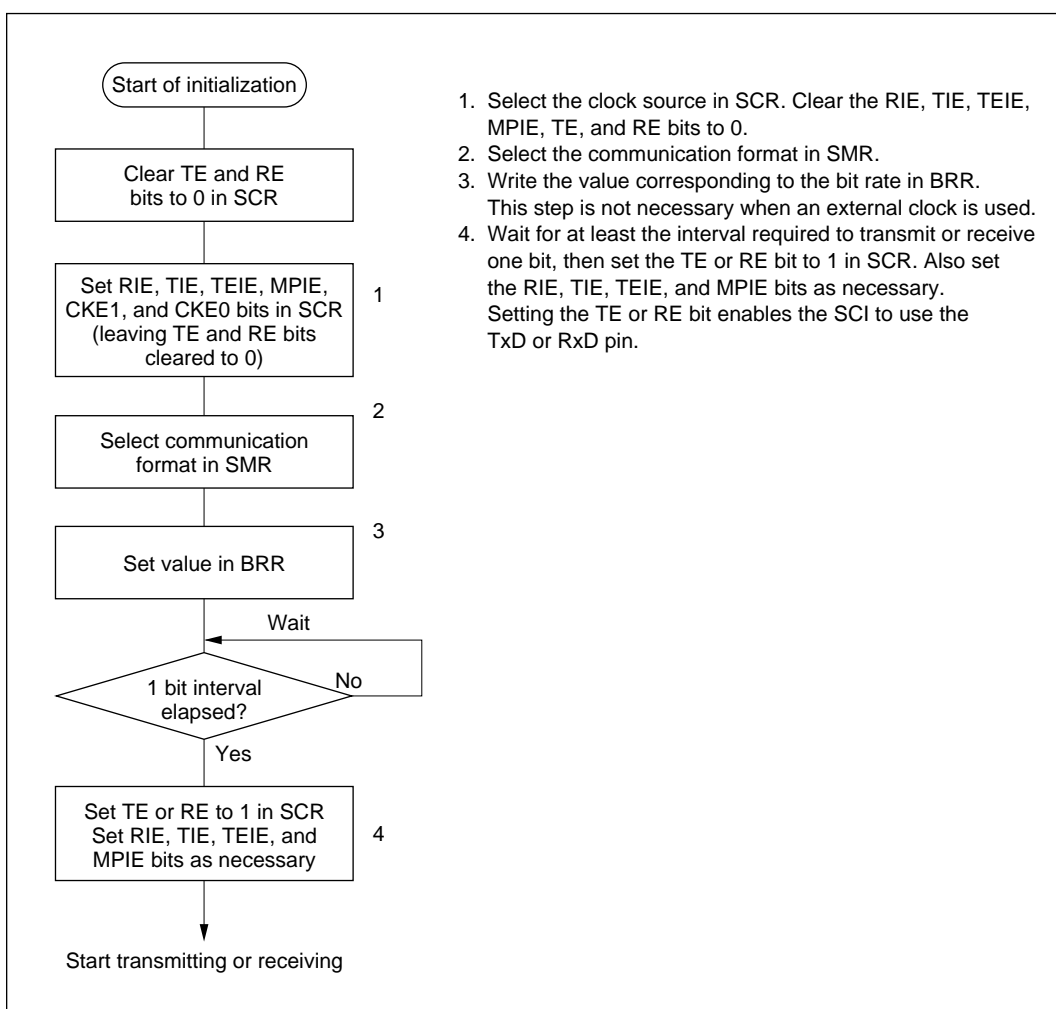 Start of initialization
Clear TE and RE
bits to 0 in SCR
Set RIE, TIE, TEIE, MPIE,
CKE1, and CKE0 bits in SCR
(leaving TE and RE bits
cleared to 0)
1
2
Select communication
format in SMR
3
Set value in BRR
Wait
1 bit interval
elapsed?
No
Yes
Set TE or RE to 1 in SCR
Set RIE, TIE, TEIE, and
MPIE bits as necessary
4
Start transmitting or receiving
1. Select the clock source in SCR. Clear the RIE, TIE, TEIE,
MPIE, TE, and RE bits to 0.
2. Select the communication format in SMR.
3. Write the value corresponding to the bit rate in BRR.
This step is not necessary when an external clock is used.
4. Wait for at least the interval required to transmit or receive
one bit, then set the TE or RE bit to 1 in SCR. Also set
the RIE, TIE, TEIE, and MPIE bits as necessary.
Setting the TE or RE bit enables the SCI to use the
TxD or RxD pin.